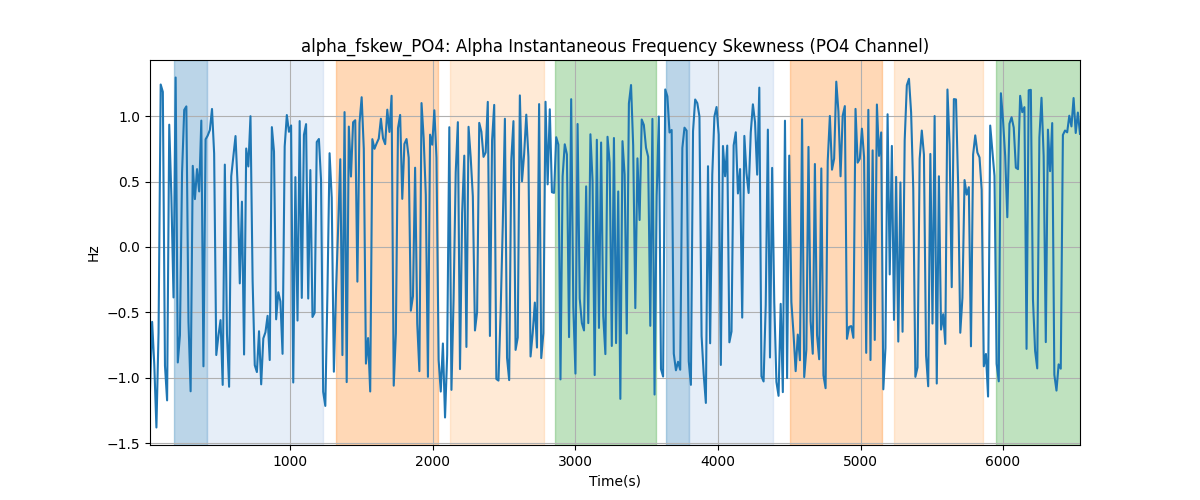 alpha_fskew_PO4: Alpha Instantaneous Frequency Skewness (PO4 Channel)
1.0
0.5
0.0
−0.5
−1.0
−1.5
Hz
1000 2000 3000 4000 5000 6000
Time(s)